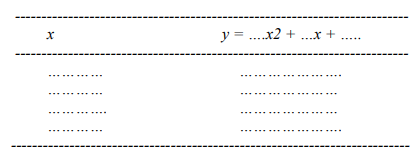 x y = ....x2 + ...x + .....
………… ………………….
………… …………………
…………. …………………
………… ………………….